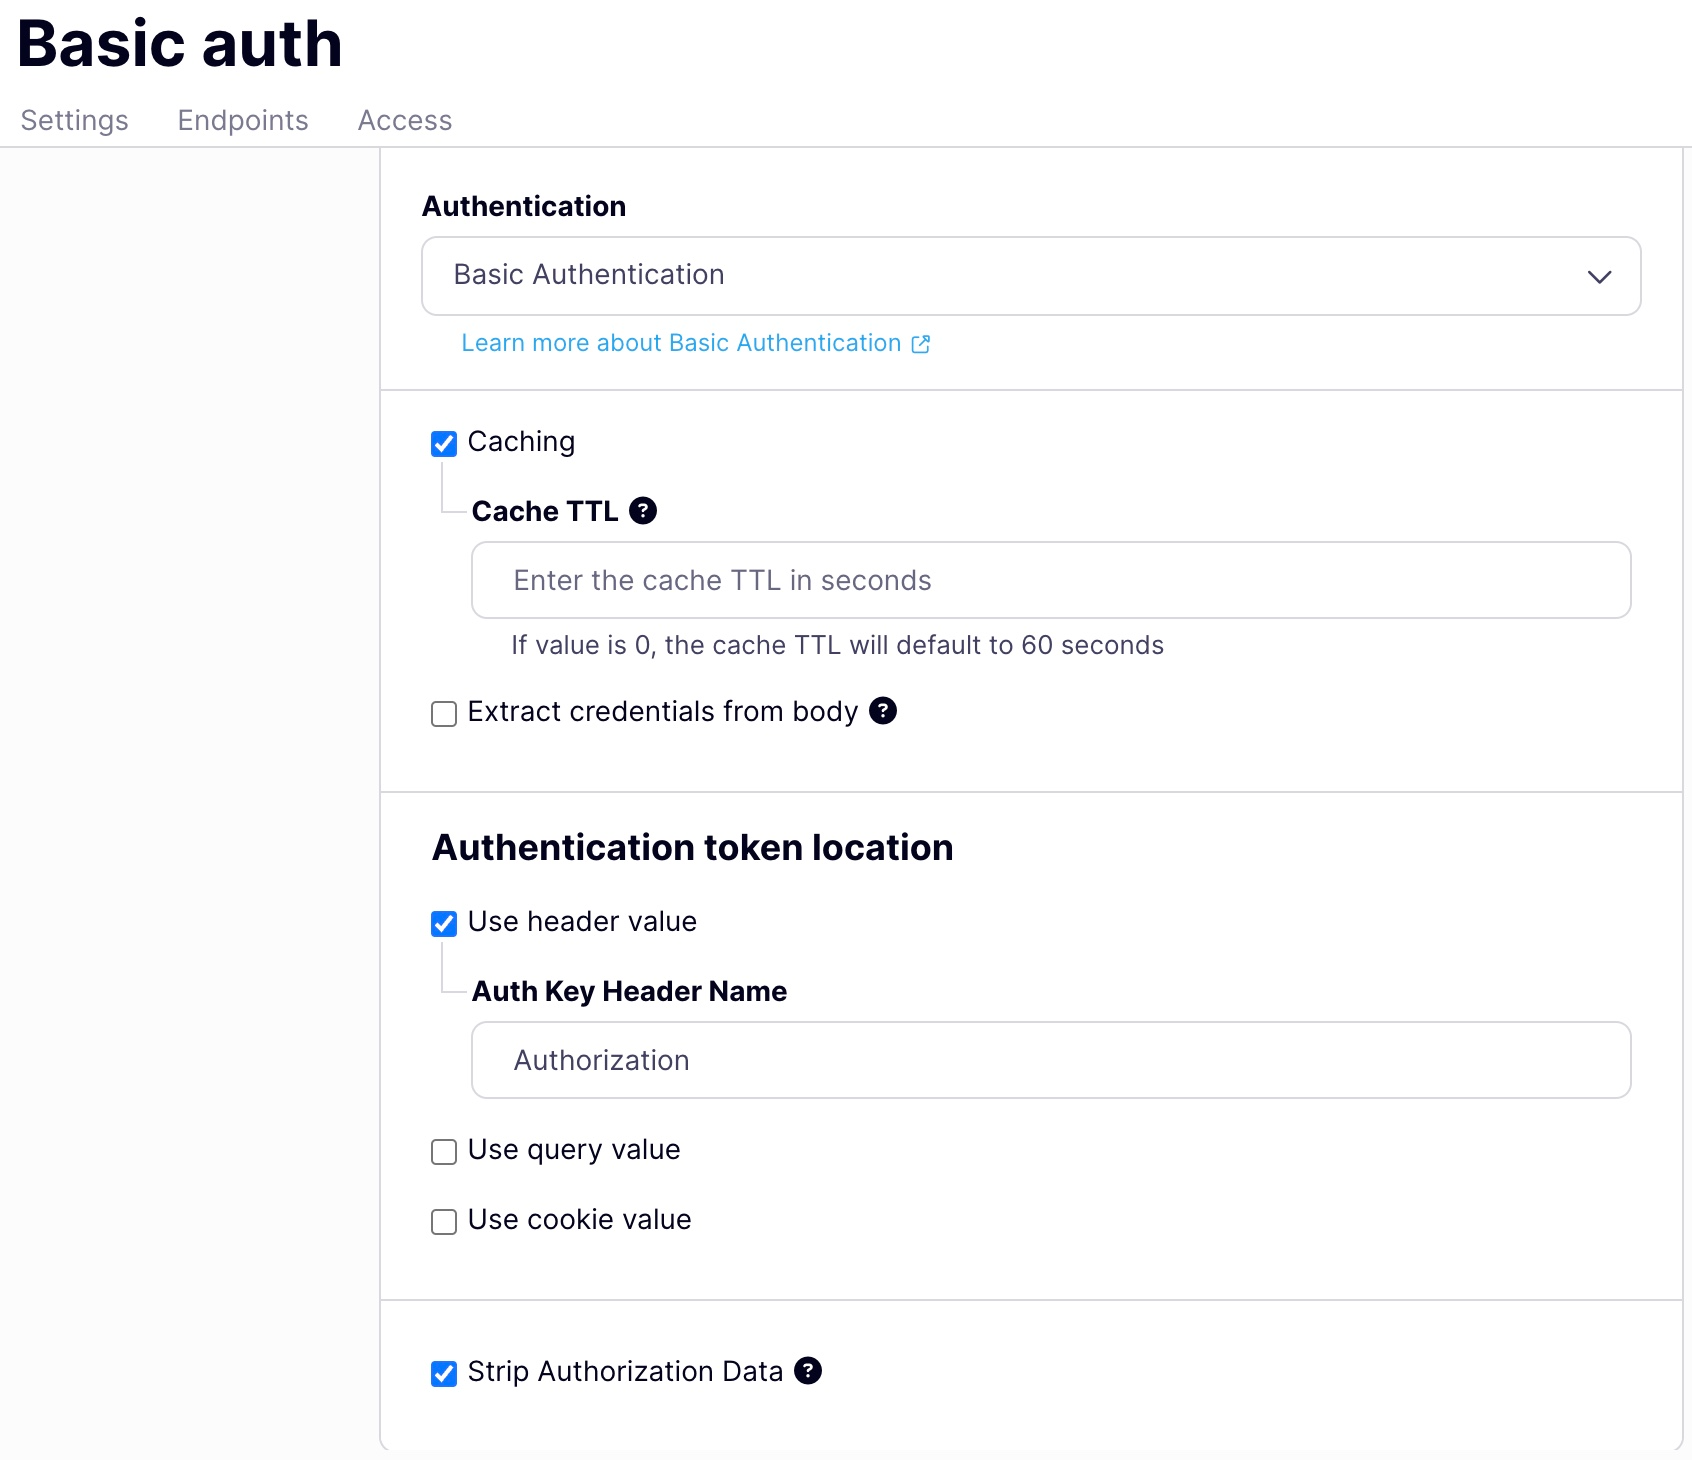 Basic auth
Settings Endpoints Access
Authentication
Basic Authentication
Learn more about Basic Authentication
Caching
Cache TTL ?
Enter the cache TTL in seconds
If value is 0, the cache TTL will default to 60 seconds
Extract credentials from body ?
Authentication token location
Use header value
Auth Key Header Name
Authorization
Use query value
Use cookie value
Strip Authorization Data ?